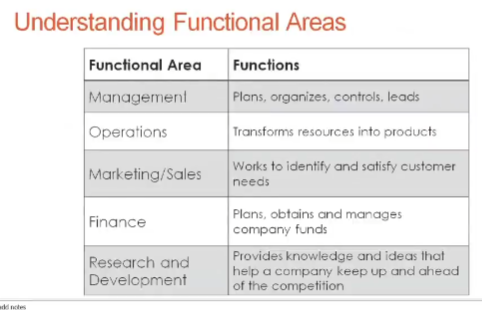 Understanding Functional Areas
Functional Area
Functions
Management
Plans, organizes, controls, leads
Operations
Transforms resources into products
Marketing/Sales
Works to identify and satisfy customer
needs
Finance
Plans, obtains and manages
company funds
Research and
Development
Provides knowledge and ideas that
help a company keep up and ahead
of the competition
add notes